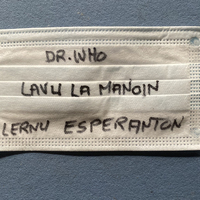 DR.WHO
LAVU LA MANOJN
LERNU ESPERANTON